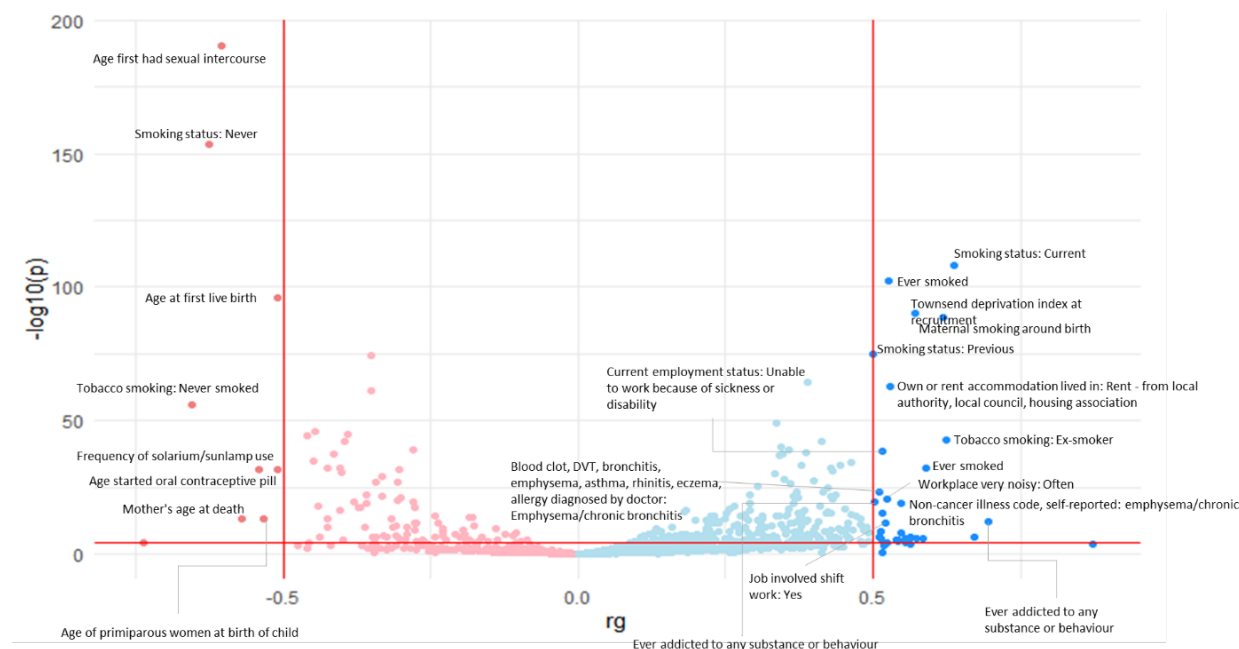 200
Age first had sexual intercourse
Smoking status: Never
150
Smoking status: Current
Ever smoked
100
Age at first live birth
Townsend deprivation index at
recruitment
Maternal smoking around birth
-log10(p)
Smoking status: Previous
Current employment status: Unable
to work because of sickness or
disability
Tobacco smoking: Never smoked
Own or rent accommodation lived in: Rent - from local
authority, local council, housing association
50
Tobacco smoking: Ex-smoker
Frequency of solarium/sunlamp use
Age started oral contraceptive pill
Blood clot, DVT, bronchitis,
emphysema, asthma, rhinitis, eczema,
allergy diagnosed by doctor:
Emphysema/chronic bronchitis
Ever smoked
Workplace very noisy: Often
Mother's age at death
Non-cancer illness code, self-reported: emphysema/chronic
bronchitis
0
Job involved shift
work: Yes
-0.5
0.0
0.5
rg
Age of primiparous women at birth of child
Ever addicted to any substance or behaviour
Ever addicted to any
substance or behaviour